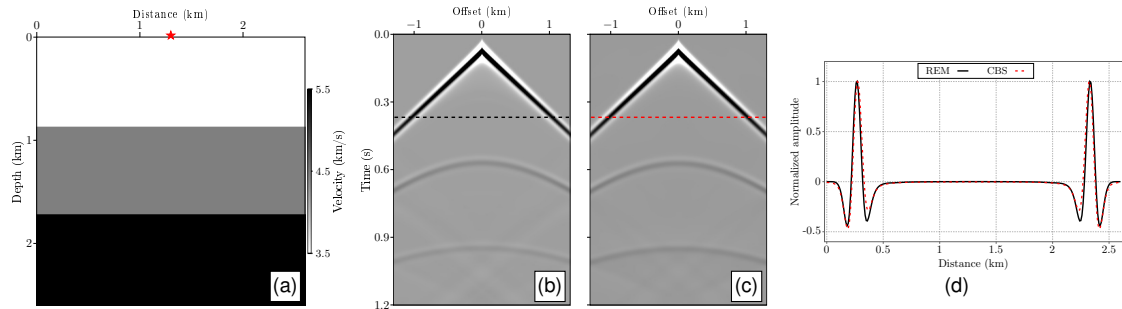 Distance (km)
0 1 2
0
1
2
Depth (km)
5.5
4.5
3.5
Velocity (km/s)
(a)
Offset (km)
-1 0 1
0.0
0.3
0.6
0.9
1.2
Time (s)
(b)
Offset (km)
-1 0 1
(c)
REM CBS
1
0.5
0
-0.5
Normalized amplitude
0 0.5 1 1.5 2 2.5
Distance (km)
(d)